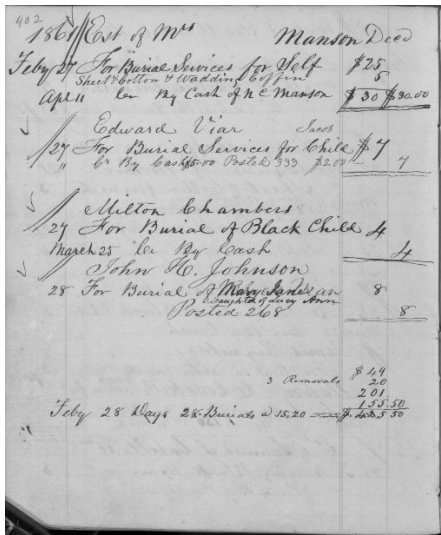 402
1867 Est of Mrs Manson Decd
Feby 27 For Burial Services for Self $25
Sheet & Cotton & Wadding Coffin 5
Apl 11 Cr By Cash of N C Manson $30 $30.00
Edward Viar Jacob
27 For Burial Services for Child $7
" Cr By Cash $5.00 Posted 333 $2.00 7
Milton Chambers
27 For Burial of Black Child 4
March 25 Cr By Cash 4
John H. Johnson
28 For Burial of Mary Jane 8
Daughter of Lucy Ann
Posted 268 8
$49
3 Removals 20
201
155.50
Feby 28 Days 28 Burials a 15.20 $425.50